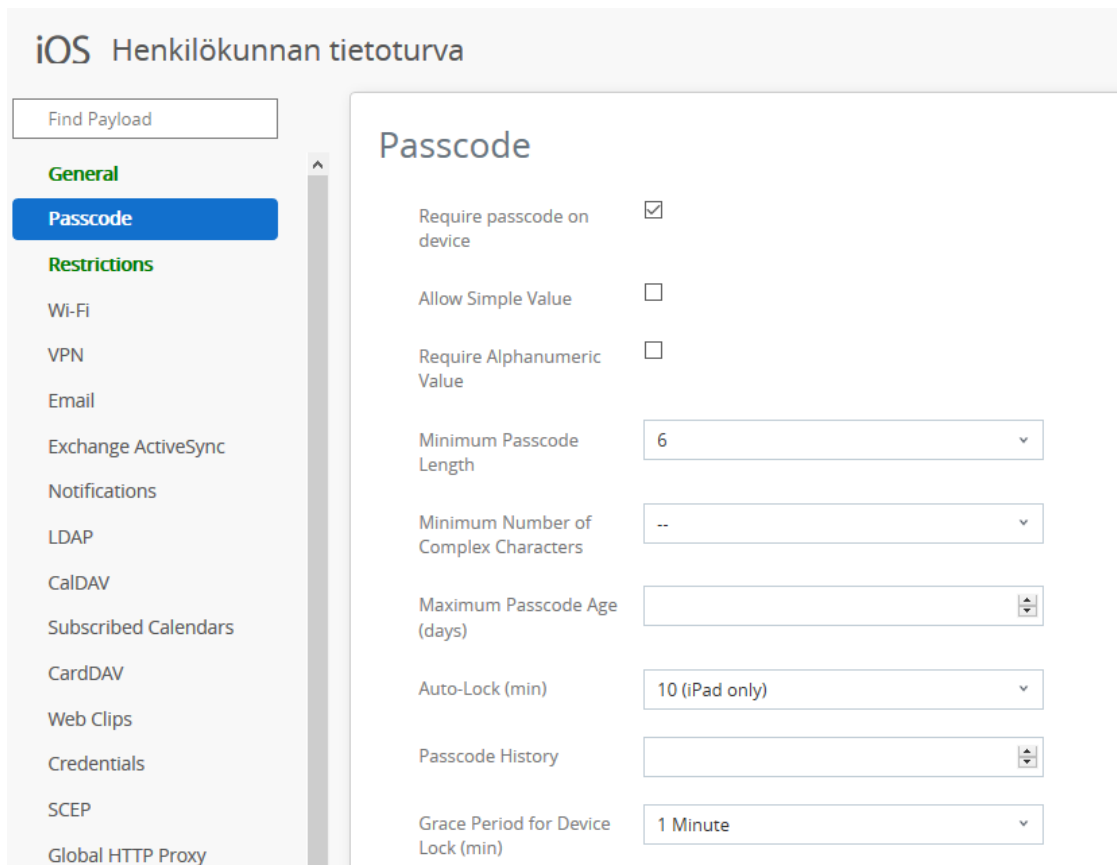 iOS Henkilökunnan tietoturva
Find Payload
General
Passcode
Restrictions
Wi-Fi
VPN
Email
Exchange ActiveSync
Notifications
LDAP
CalDAV
Subscribed Calendars
CardDAV
Web Clips
Credentials
SCEP
Global HTTP Proxy
Passcode
Require passcode on
device
Allow Simple Value
Require Alphanumeric
Value
Minimum Passcode
Length
6
Minimum Number of
Complex Characters
--
Maximum Passcode Age
(days)
Auto-Lock (min)
10 (iPad only)
Passcode History
Grace Period for Device
Lock (min)
1 Minute